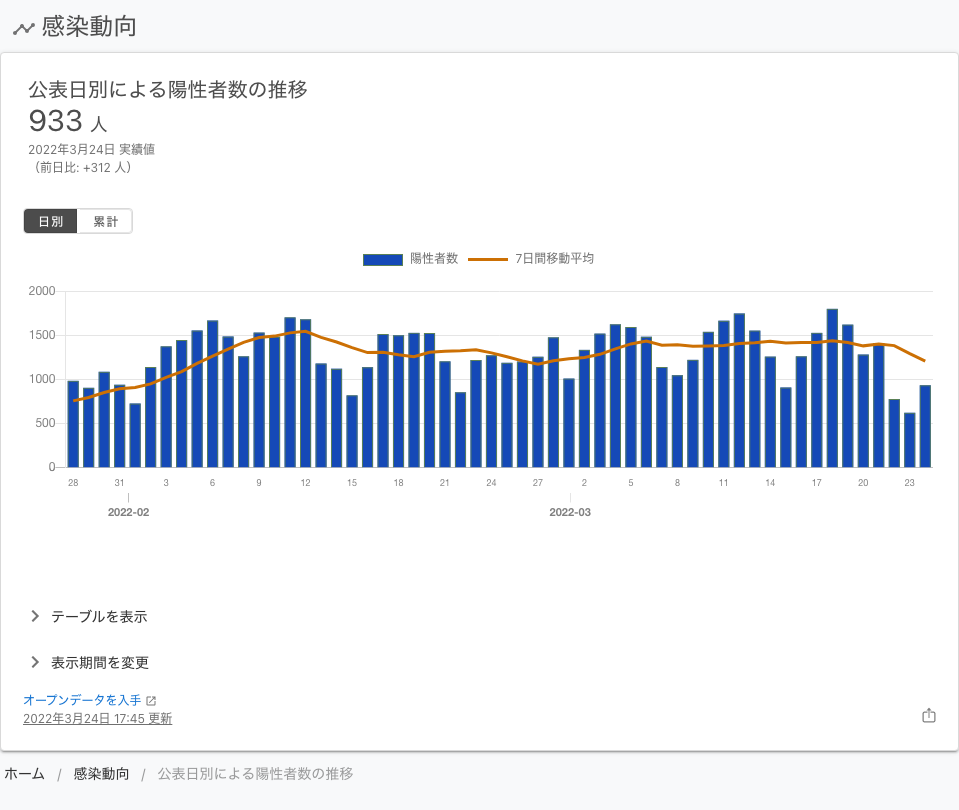 感染動向
公表日別による陽性者数の推移
933 人
2022年3月24日 実績値
（前日比: +312 人）
日別 累計
陽性者数 7日間移動平均
2000
1500
1000
500
0
28 31 3 6 9 12 15 18 21 24 27 2 5 8 11 14 17 20 23
2022-02 2022-03
テーブルを表示
表示期間を変更
オープンデータを入手
2022年3月24日 17:45 更新
ホーム / 感染動向 / 公表日別による陽性者数の推移